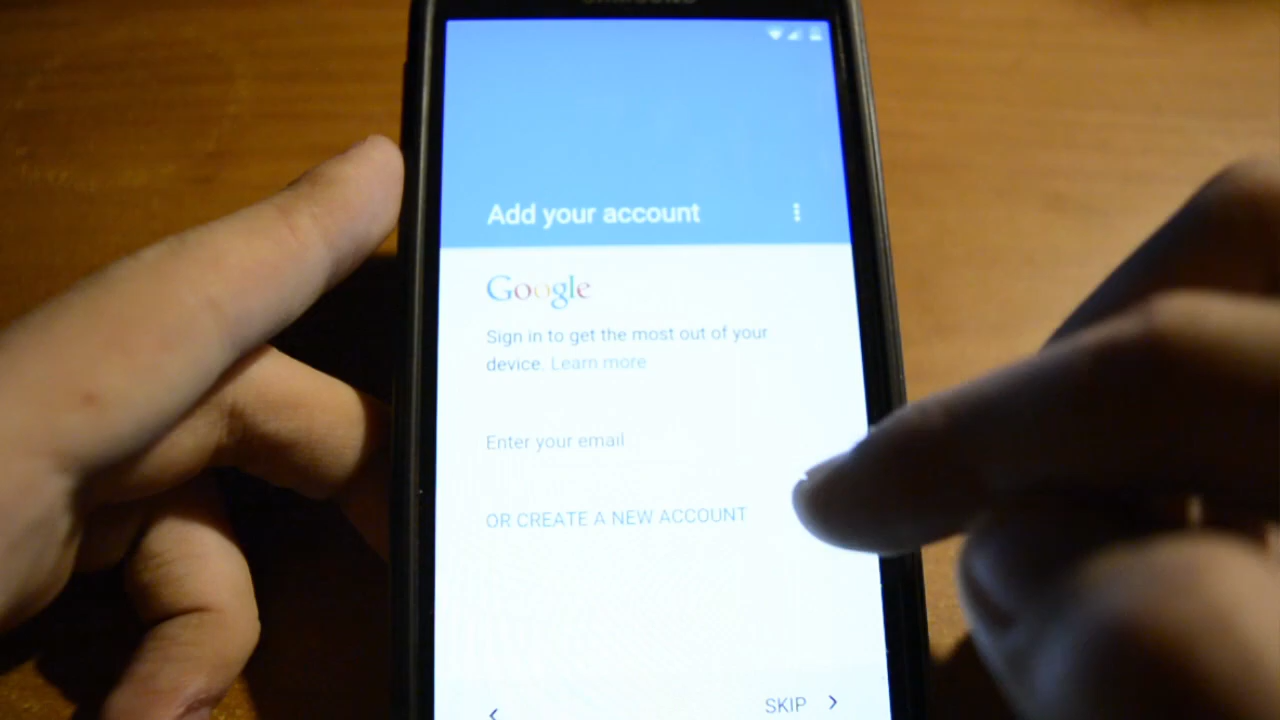 SAMSUNG
Add your account
Google
Sign in to get the most out of your
device. Learn more
Enter your email
OR CREATE A NEW ACCOUNT
SKIP